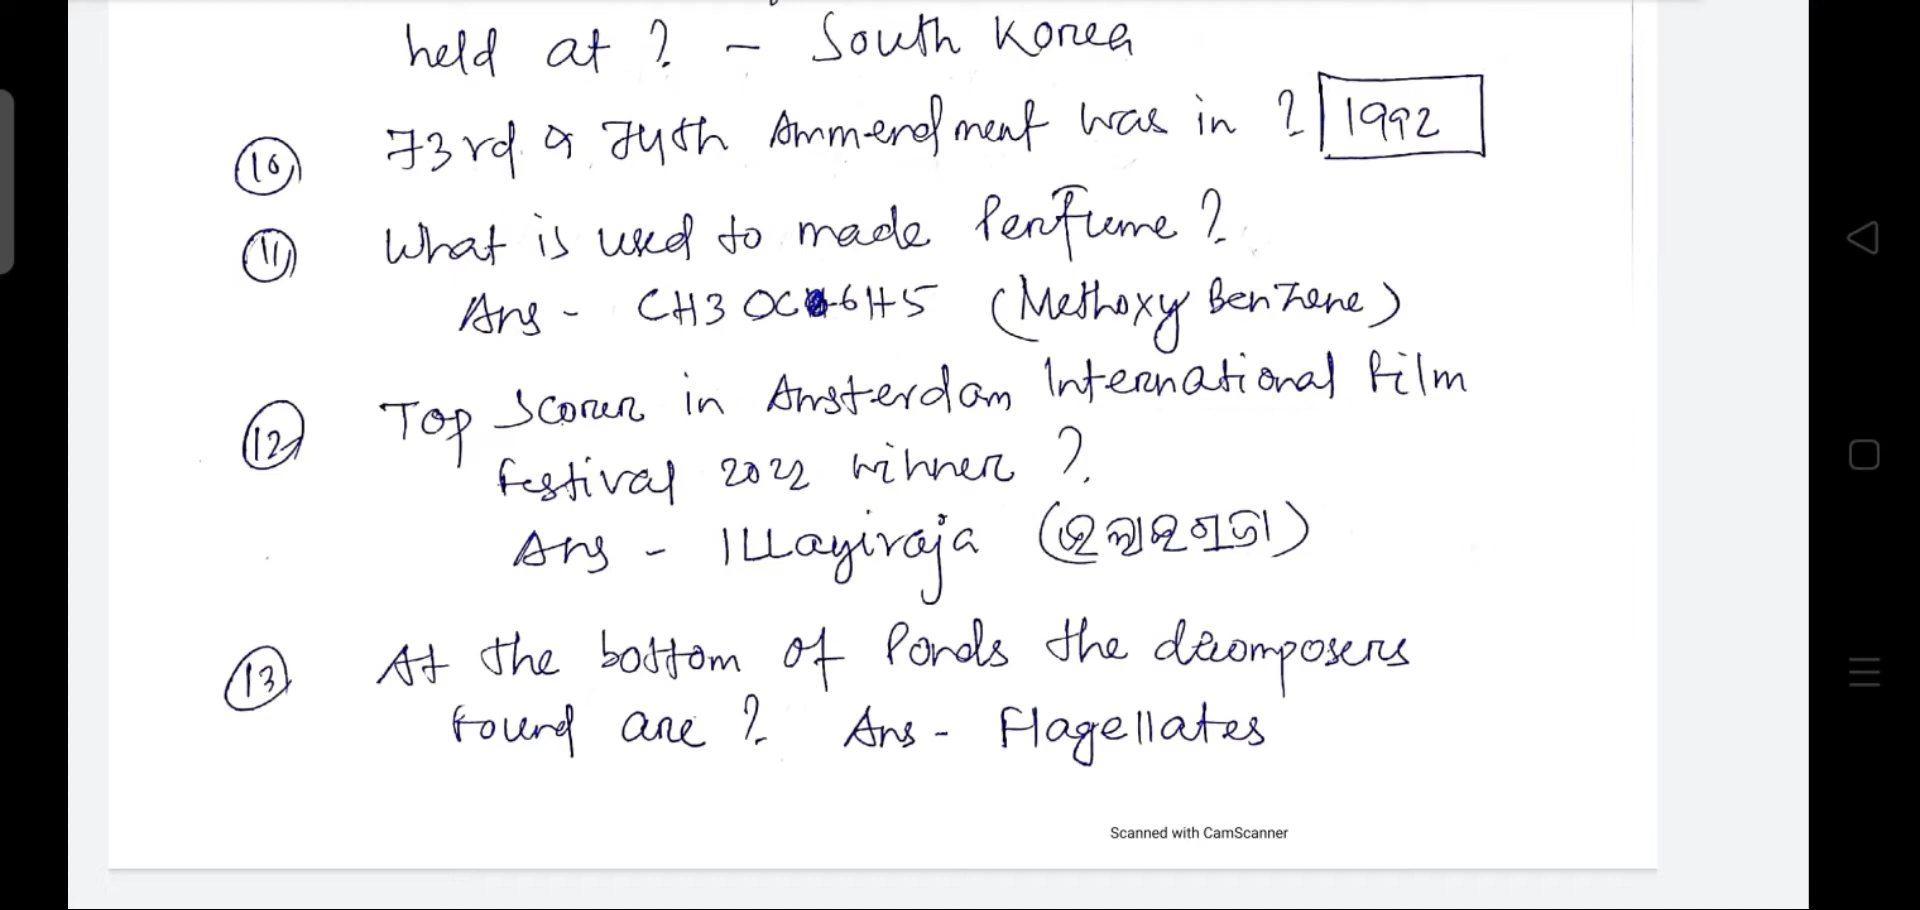 held at ? - South Korea
(10) 73rd & 74th Ammendment was in ? 1992
(11) What is used to made Perfume ?
Ans - CH3 OC6H5 (Methoxy Benzene)
(12) Top Scorer in Amsterdam International film
festival 2022 winner ?
Ans - ILLayiraja (ଇଲାଇରାଜା)
(13) At the bottom of Ponds the decomposers
found are ? Ans - Flagellates
Scanned with CamScanner